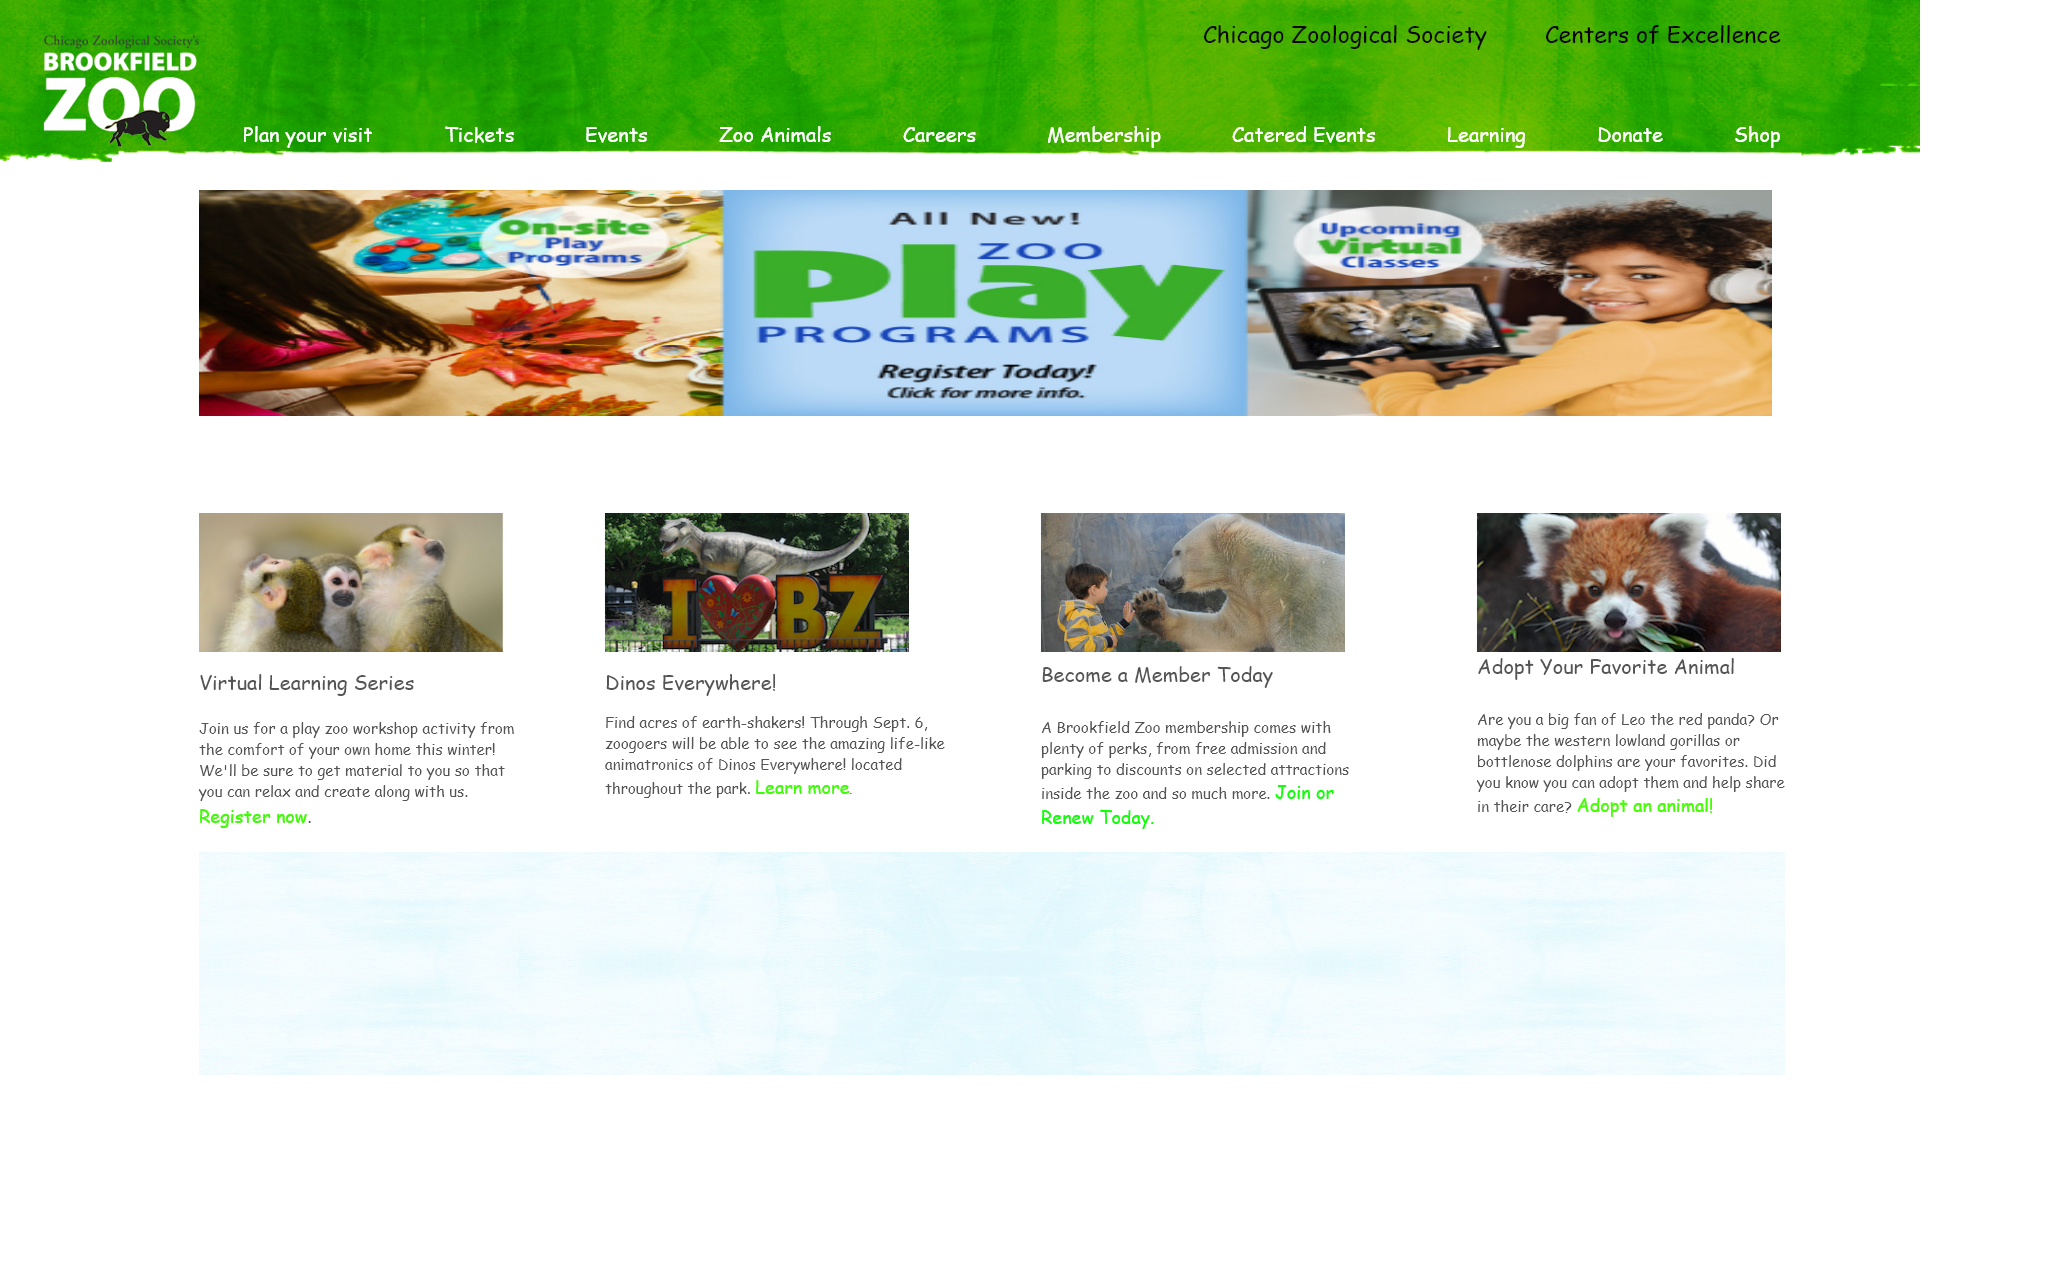 Chicago Zoological Society's
BROOKFIELD
ZOO
Chicago Zoological Society
Centers of Excellence
Plan your visit
Tickets
Events
Zoo Animals
Careers
Membership
Catered Events
Learning
Donate
Shop
On-site
Play
Programs
All New!
ZOO
Play
PROGRAMS
Register Today!
Click for more info.
Upcoming
Virtual
Classes
I BZ
Virtual Learning Series
Join us for a play zoo workshop activity from
the comfort of your own home this winter!
We'll be sure to get material to you so that
you can relax and create along with us.
Register now.
Dinos Everywhere!
Find acres of earth-shakers! Through Sept. 6,
zoogoers will be able to see the amazing life-like
animatronics of Dinos Everywhere! located
throughout the park. Learn more.
Become a Member Today
A Brookfield Zoo membership comes with
plenty of perks, from free admission and
parking to discounts on selected attractions
inside the zoo and so much more. Join or
Renew Today.
Adopt Your Favorite Animal
Are you a big fan of Leo the red panda? Or
maybe the western lowland gorillas or
bottlenose dolphins are your favorites. Did
you know you can adopt them and help share
in their care? Adopt an animal!